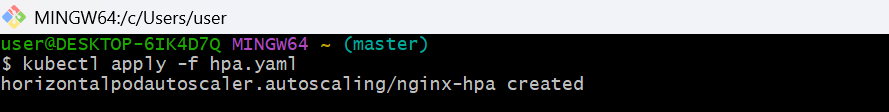 MINGW64:/c/Users/user
user@DESKTOP-6IK4D7Q MINGW64 ~ (master)
$ kubectl apply -f hpa.yaml
horizontalpodautoscaler.autoscaling/nginx-hpa created